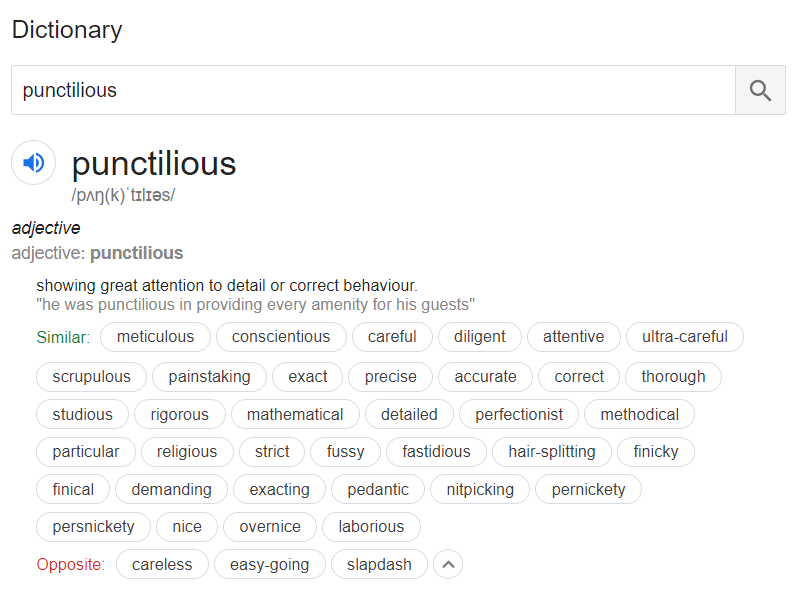 Dictionary
punctilious
punctilious
/pʌŋ(k)ˈtɪlɪəs/
adjective
adjective: punctilious
showing great attention to detail or correct behaviour.
"he was punctilious in providing every amenity for his guests"
Similar: meticulous conscientious careful diligent attentive ultra-careful
scrupulous painstaking exact precise accurate correct thorough
studious rigorous mathematical detailed perfectionist methodical
particular religious strict fussy fastidious hair-splitting finicky
finical demanding exacting pedantic nitpicking pernickety
persnickety nice overnice laborious
Opposite: careless easy-going slapdash